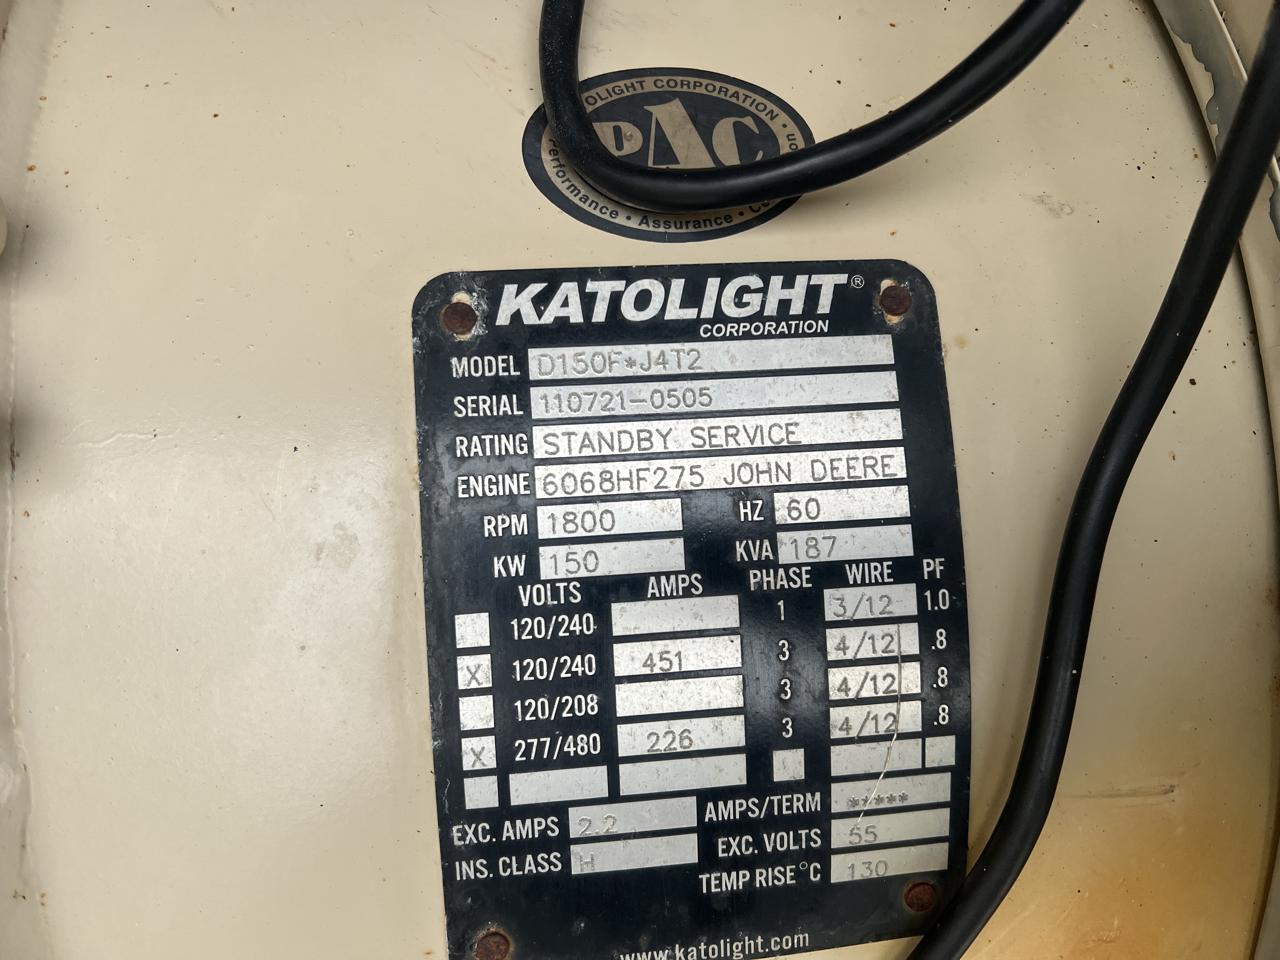 OLIGHT CORPORATION •
PAC
erformance • Assurance • Co
KATOLIGHT®
CORPORATION
MODEL D150F*J4T2
SERIAL 110721-0505
RATING STANDBY SERVICE
ENGINE 6068HF275 JOHN DEERE
RPM 1800 HZ 60
KW 150 KVA 187
VOLTS AMPS PHASE WIRE PF
120/240 1 3/12 1.0
X 120/240 451 3 4/12 .8
120/208 3 4/12 .8
X 277/480 226 3 4/12 .8
EXC. AMPS 2.2 AMPS/TERM *****
INS. CLASS H EXC. VOLTS 55
TEMP RISE°C 130
www.katolight.com